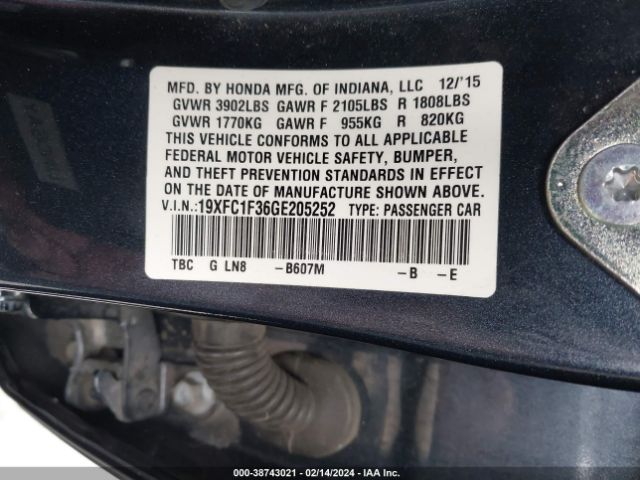 MFD. BY HONDA MFG. OF INDIANA, LLC 12/'15
GVWR 3902LBS GAWR F 2105LBS R 1808LBS
GVWR 1770KG GAWR F 955KG R 820KG
THIS VEHICLE CONFORMS TO ALL APPLICABLE
FEDERAL MOTOR VEHICLE SAFETY, BUMPER,
AND THEFT PREVENTION STANDARDS IN EFFECT
ON THE DATE OF MANUFACTURE SHOWN ABOVE.
V.I.N.:19XFC1F36GE205252 TYPE: PASSENGER CAR
TBC G LN8 -B607M -B -E
000-38743021 - 02/14/2024 - IAA Inc.